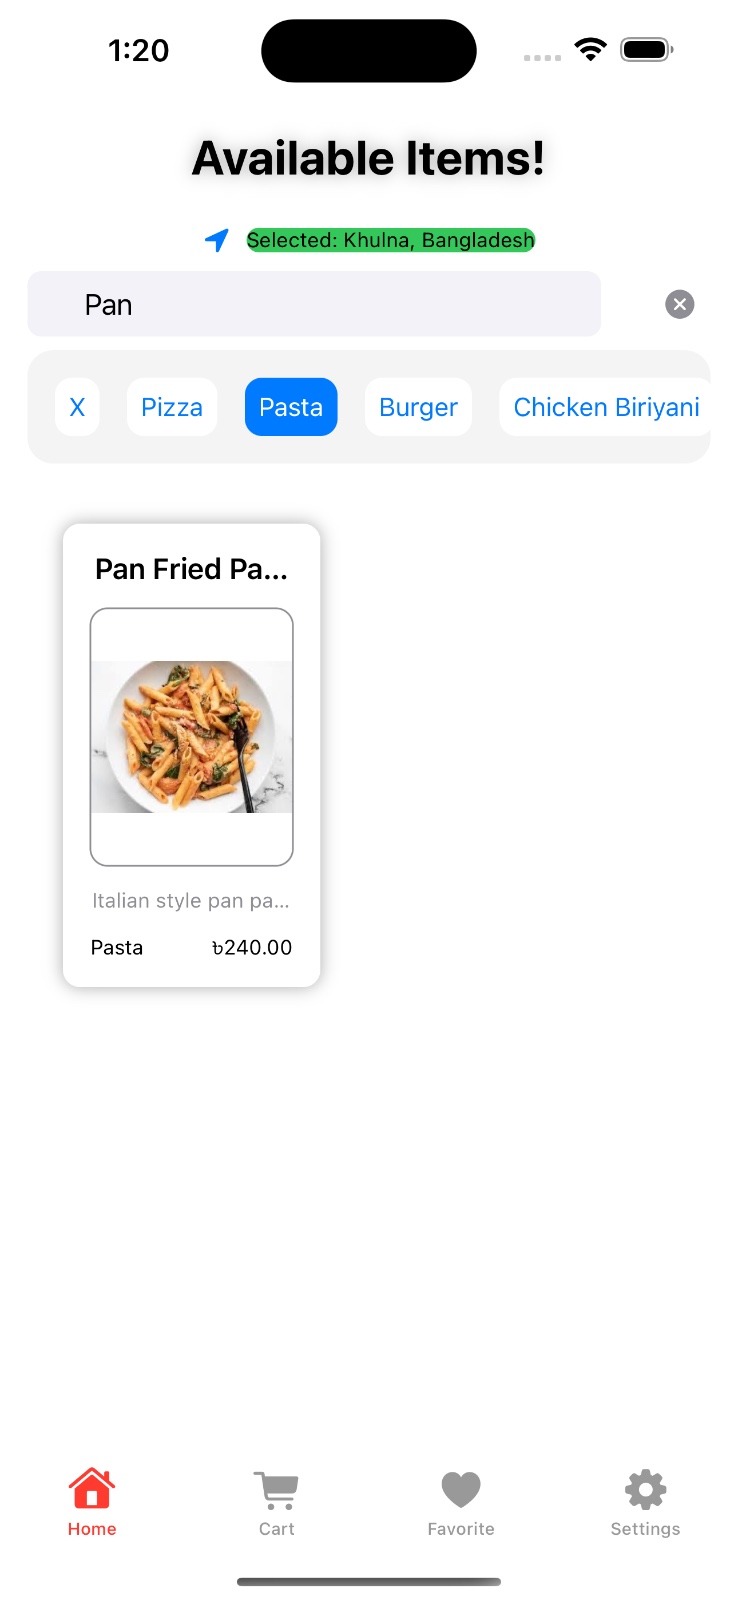 1:20
Available Items!
Selected: Khulna, Bangladesh
Pan
X Pizza Pasta Burger Chicken Biriyani
Pan Fried Pa...
Italian style pan pa...
Pasta ৳240.00
Home Cart Favorite Settings